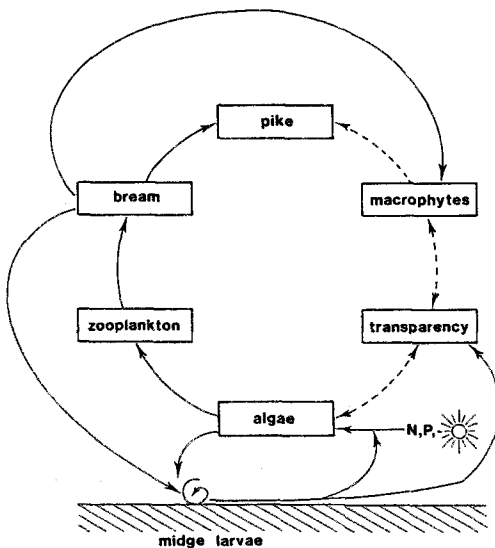 pike
bream
macrophytes
zooplankton
transparency
algae
N,P,
midge larvae